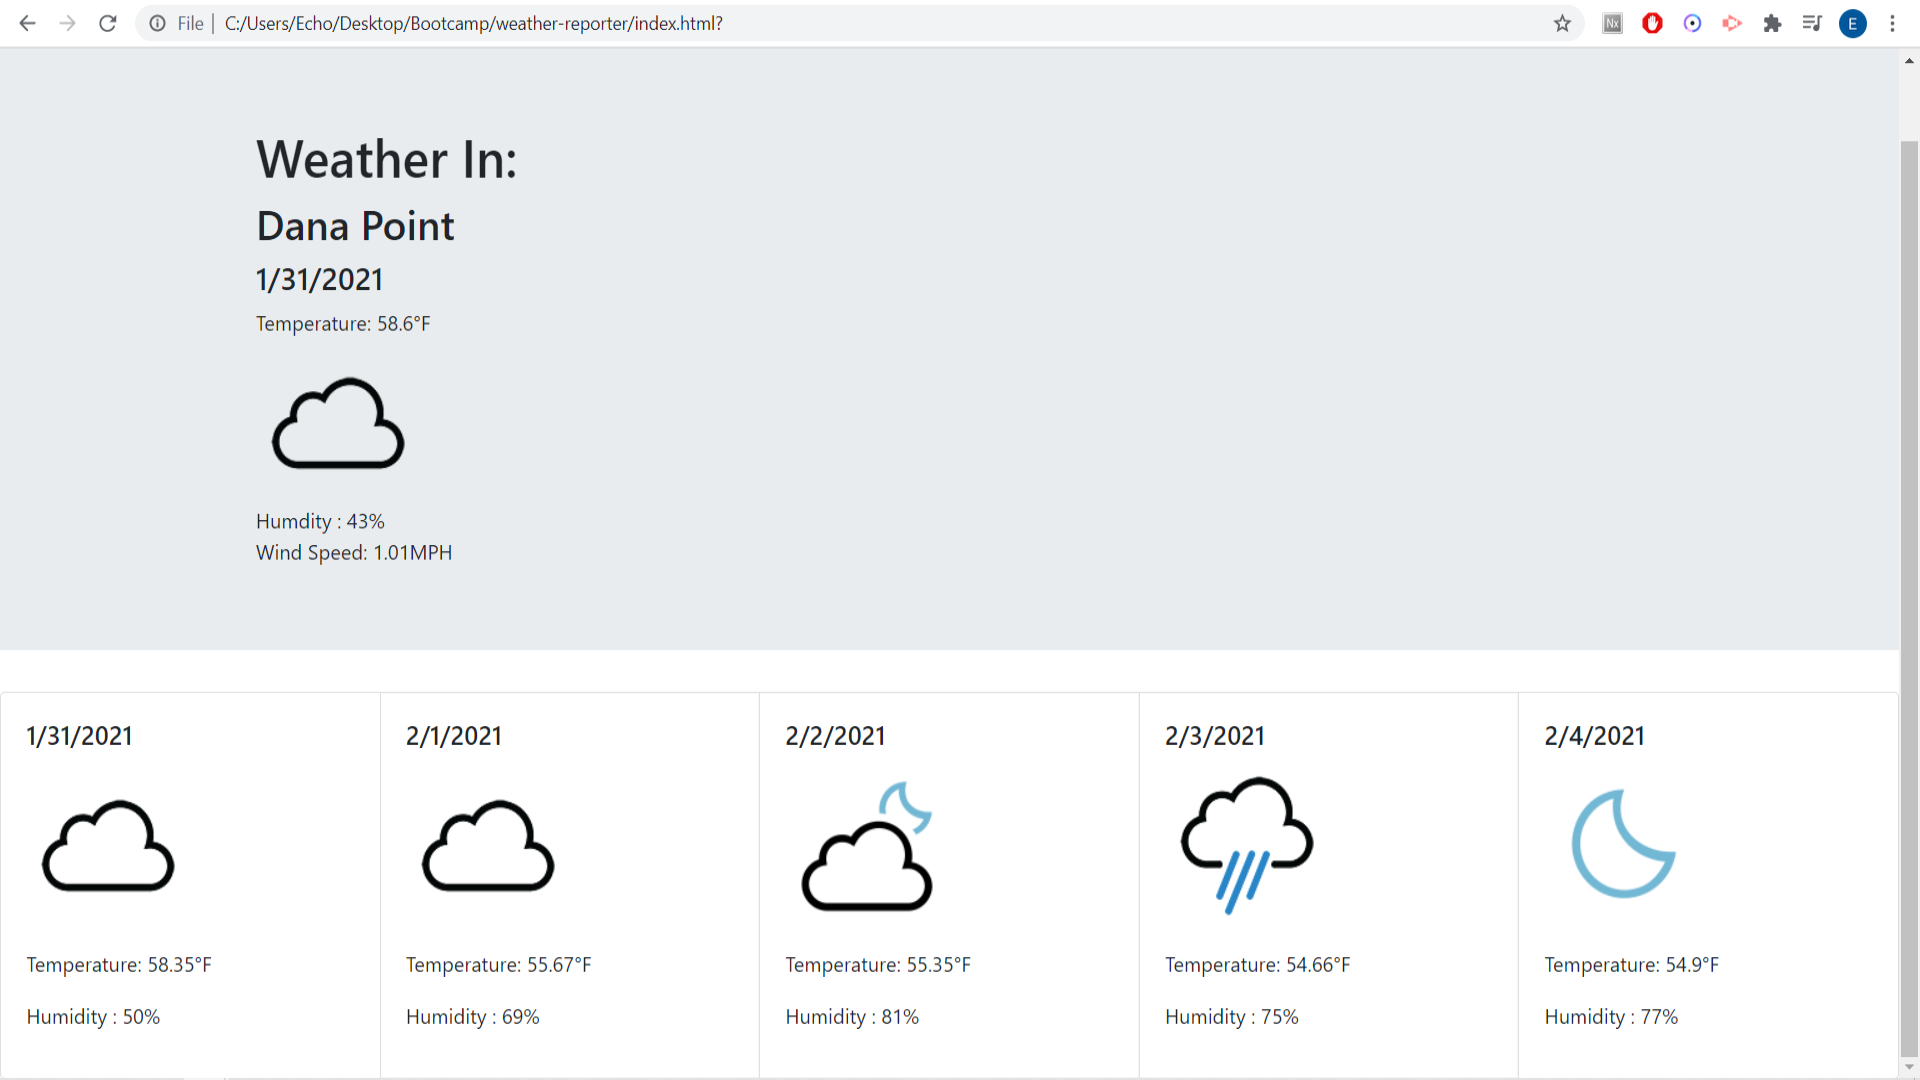 File | C:/Users/Echo/Desktop/Bootcamp/weather-reporter/index.html?
Nx
E
Weather In:
Dana Point
1/31/2021
Temperature: 58.6°F
Humdity : 43%
Wind Speed: 1.01MPH
1/31/2021
Temperature: 58.35°F
Humidity : 50%
2/1/2021
Temperature: 55.67°F
Humidity : 69%
2/2/2021
Temperature: 55.35°F
Humidity : 81%
2/3/2021
Temperature: 54.66°F
Humidity : 75%
2/4/2021
Temperature: 54.9°F
Humidity : 77%